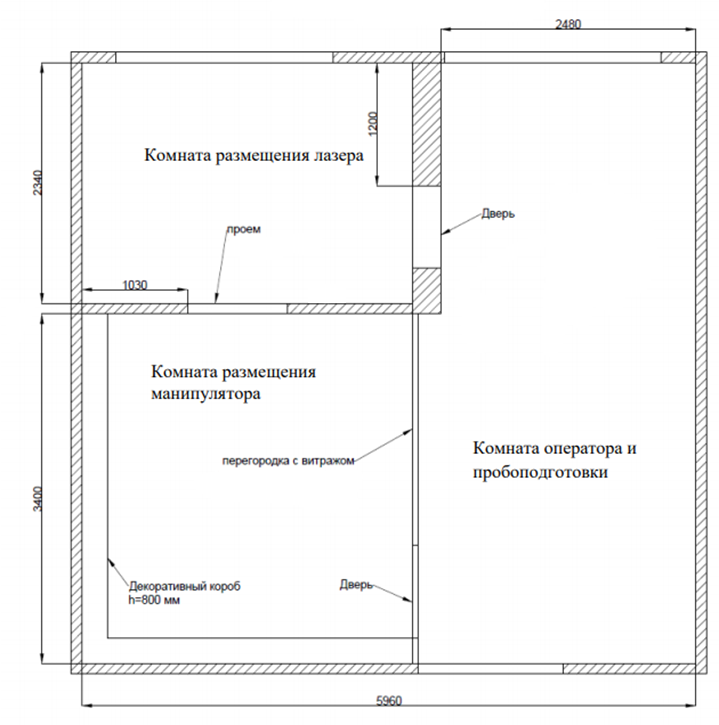 2480
1200
Комната размещения лазера
2340
Дверь
проем
1030
Комната размещения
манипулятора
перегородка с витражом
Комната оператора и
пробоподготовки
3400
Декоративный короб
h=800 мм
Дверь
5960